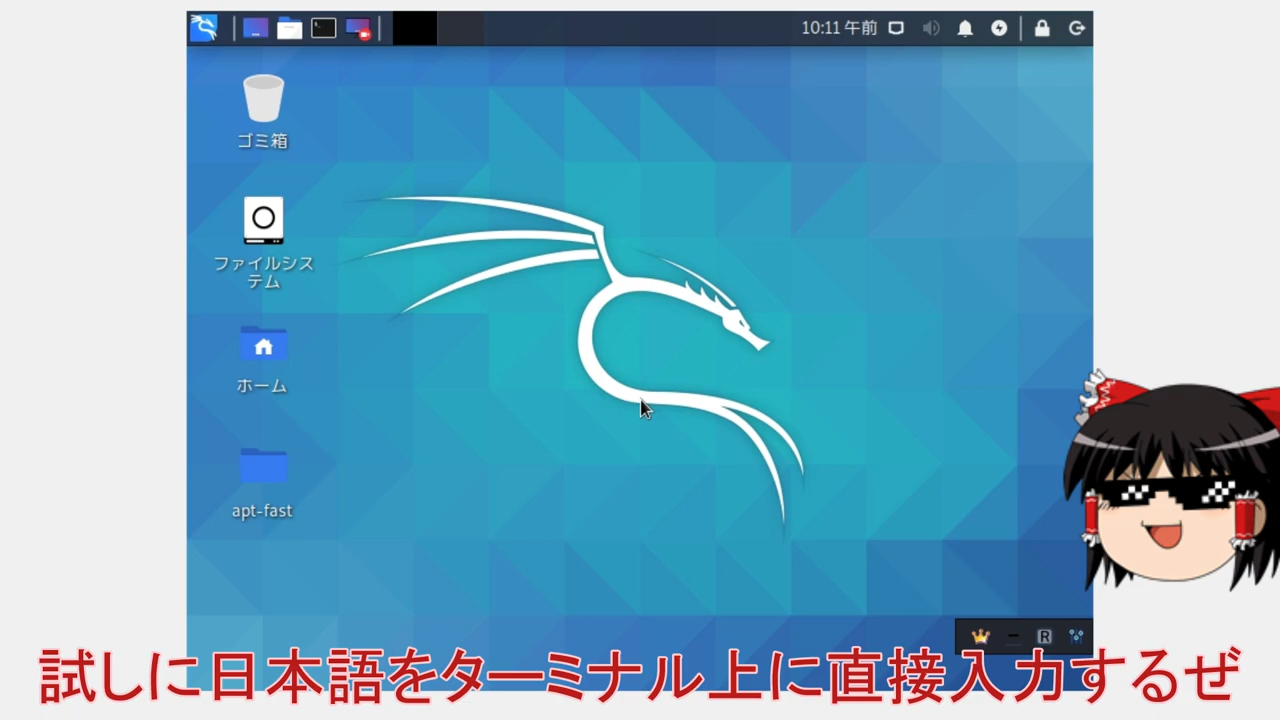 10:11 午前
ゴミ箱
ファイルシス
テム
ホーム
apt-fast
R
試しに日本語をターミナル上に直接入力するぜ